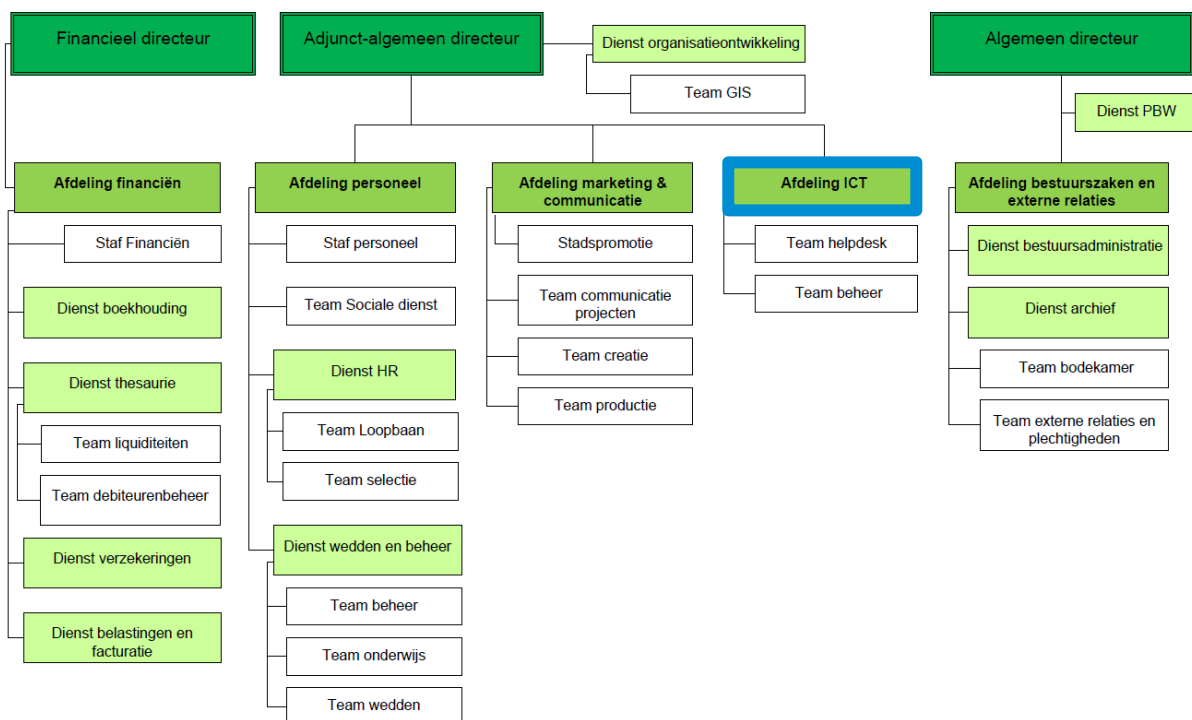 Financieel directeur
Adjunct-algemeen directeur
Dienst organisatieontwikkeling
Team GIS
Algemeen directeur
Dienst PBW
Afdeling financiën
Staf Financiën
Dienst boekhouding
Dienst thesaurie
Team liquiditeiten
Team debiteurenbeheer
Dienst verzekeringen
Dienst belastingen en
facturatie
Afdeling personeel
Staf personeel
Team Sociale dienst
Dienst HR
Team Loopbaan
Team selectie
Dienst wedden en beheer
Team beheer
Team onderwijs
Team wedden
Afdeling marketing &
communicatie
Stadspromotie
Team communicatie
projecten
Team creatie
Team productie
Afdeling ICT
Team helpdesk
Team beheer
Afdeling bestuurszaken en
externe relaties
Dienst bestuursadministratie
Dienst archief
Team bodekamer
Team externe relaties en
plechtigheden